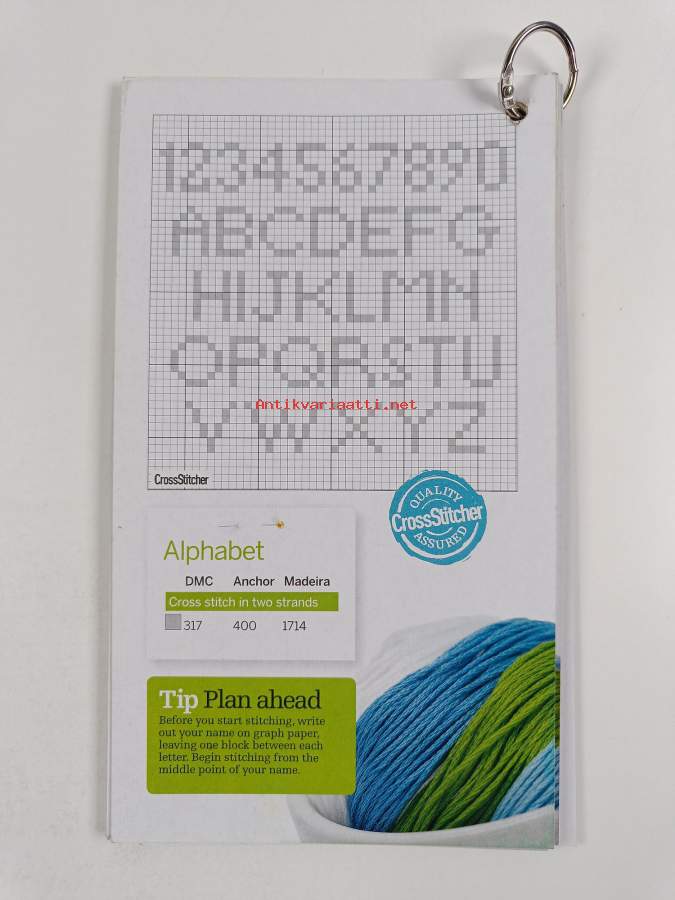 1234567890
ABCDEFG
HIJKLMN
OPQRSTU
Antikvariaatti.net
VWXYZ
CrossStitcher
QUALITY
CrossStitcher
ASSURED
Alphabet
DMC Anchor Madeira
Cross stitch in two strands
317 400 1714
Tip Plan ahead
Before you start stitching, write
out your name on graph paper,
leaving one block between each
letter. Begin stitching from the
middle point of your name.